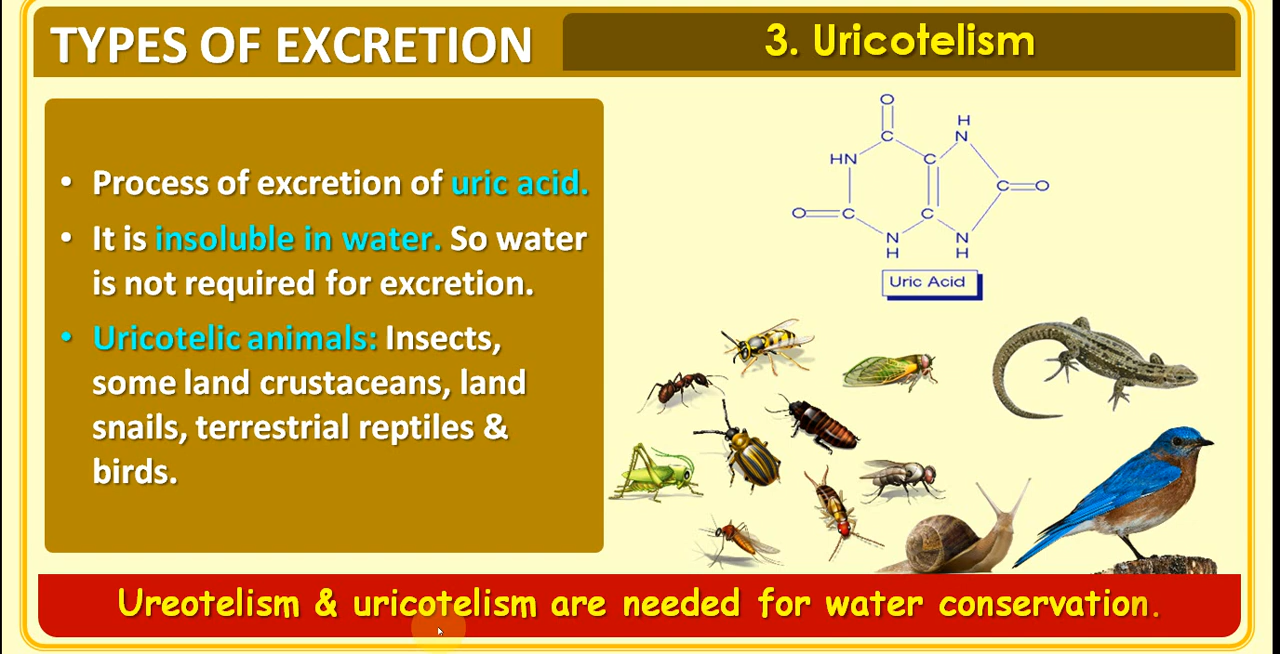 TYPES OF EXCRETION
3. Uricotelism
• Process of excretion of uric acid.
• It is insoluble in water. So water
is not required for excretion.
• Uricotelic animals: Insects,
some land crustaceans, land
snails, terrestrial reptiles &
birds.
O
C
H
N
HN
C
C
O
O
C
C
N
H
N
H
Uric Acid
Ureotelism & uricotelism are needed for water conservation.